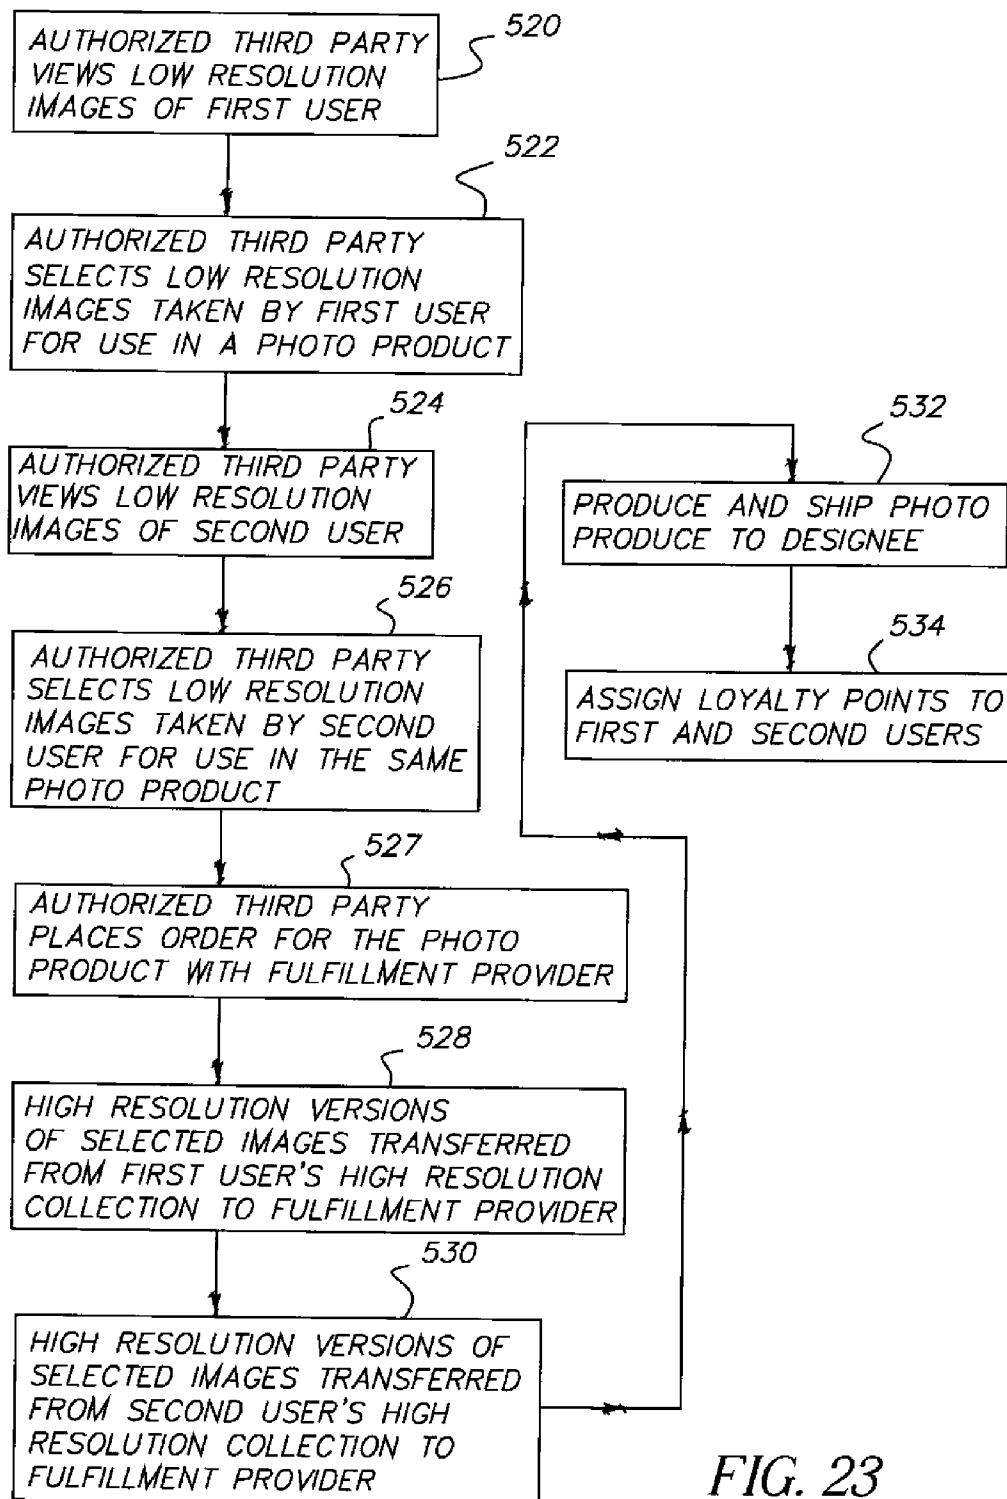 520
AUTHORIZED THIRD PARTY
VIEWS LOW RESOLUTION
IMAGES OF FIRST USER
522
AUTHORIZED THIRD PARTY
SELECTS LOW RESOLUTION
IMAGES TAKEN BY FIRST USER
FOR USE IN A PHOTO PRODUCT
524
AUTHORIZED THIRD PARTY
VIEWS LOW RESOLUTION
IMAGES OF SECOND USER
526
AUTHORIZED THIRD PARTY
SELECTS LOW RESOLUTION
IMAGES TAKEN BY SECOND
USER FOR USE IN THE SAME
PHOTO PRODUCT
527
AUTHORIZED THIRD PARTY
PLACES ORDER FOR THE PHOTO
PRODUCT WITH FULFILLMENT PROVIDER
528
HIGH RESOLUTION VERSIONS
OF SELECTED IMAGES TRANSFERRED
FROM FIRST USER'S HIGH RESOLUTION
COLLECTION TO FULFILLMENT PROVIDER
530
HIGH RESOLUTION VERSIONS OF
SELECTED IMAGES TRANSFERRED
FROM SECOND USER'S HIGH
RESOLUTION COLLECTION TO
FULFILLMENT PROVIDER
532
PRODUCE AND SHIP PHOTO
PRODUCE TO DESIGNEE
534
ASSIGN LOYALTY POINTS TO
FIRST AND SECOND USERS
FIG. 23